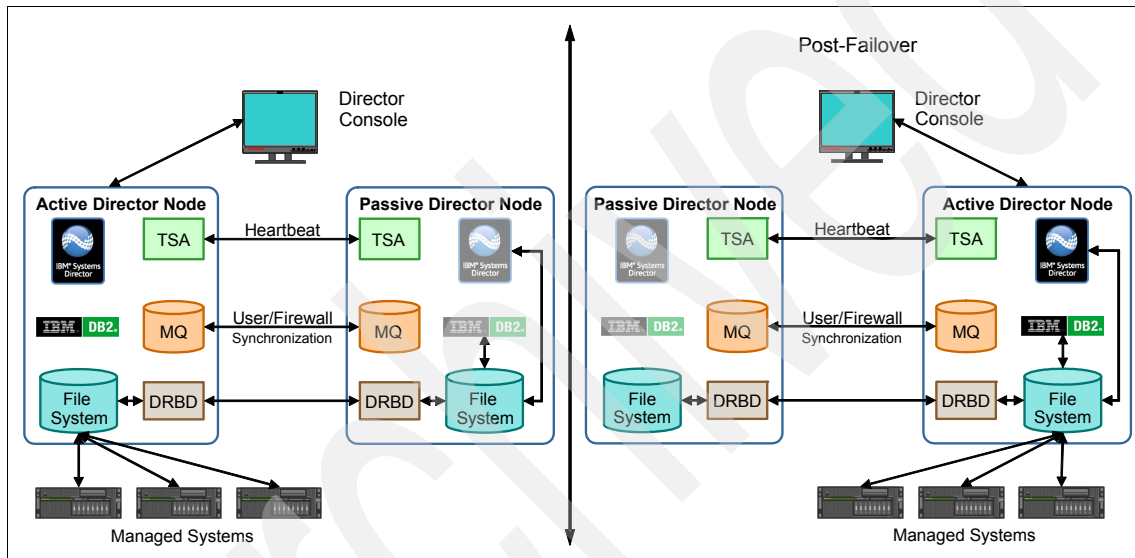 Post-Failover
Director
Console
Director
Console
Active Director Node
Passive Director Node
IBM® Systems
Director
TSA
Heartbeat
TSA
IBM® Systems
Director
IBM DB2.
MQ
User/Firewall
Synchronization
MQ
IBM DB2.
File
System
DRBD
DRBD
File
System
Managed Systems
Passive Director Node
Active Director Node
IBM® Systems
Director
TSA
Heartbeat
TSA
IBM® Systems
Director
IBM DB2.
MQ
User/Firewall
Synchronization
MQ
IBM DB2.
File
System
DRBD
DRBD
File
System
Managed Systems